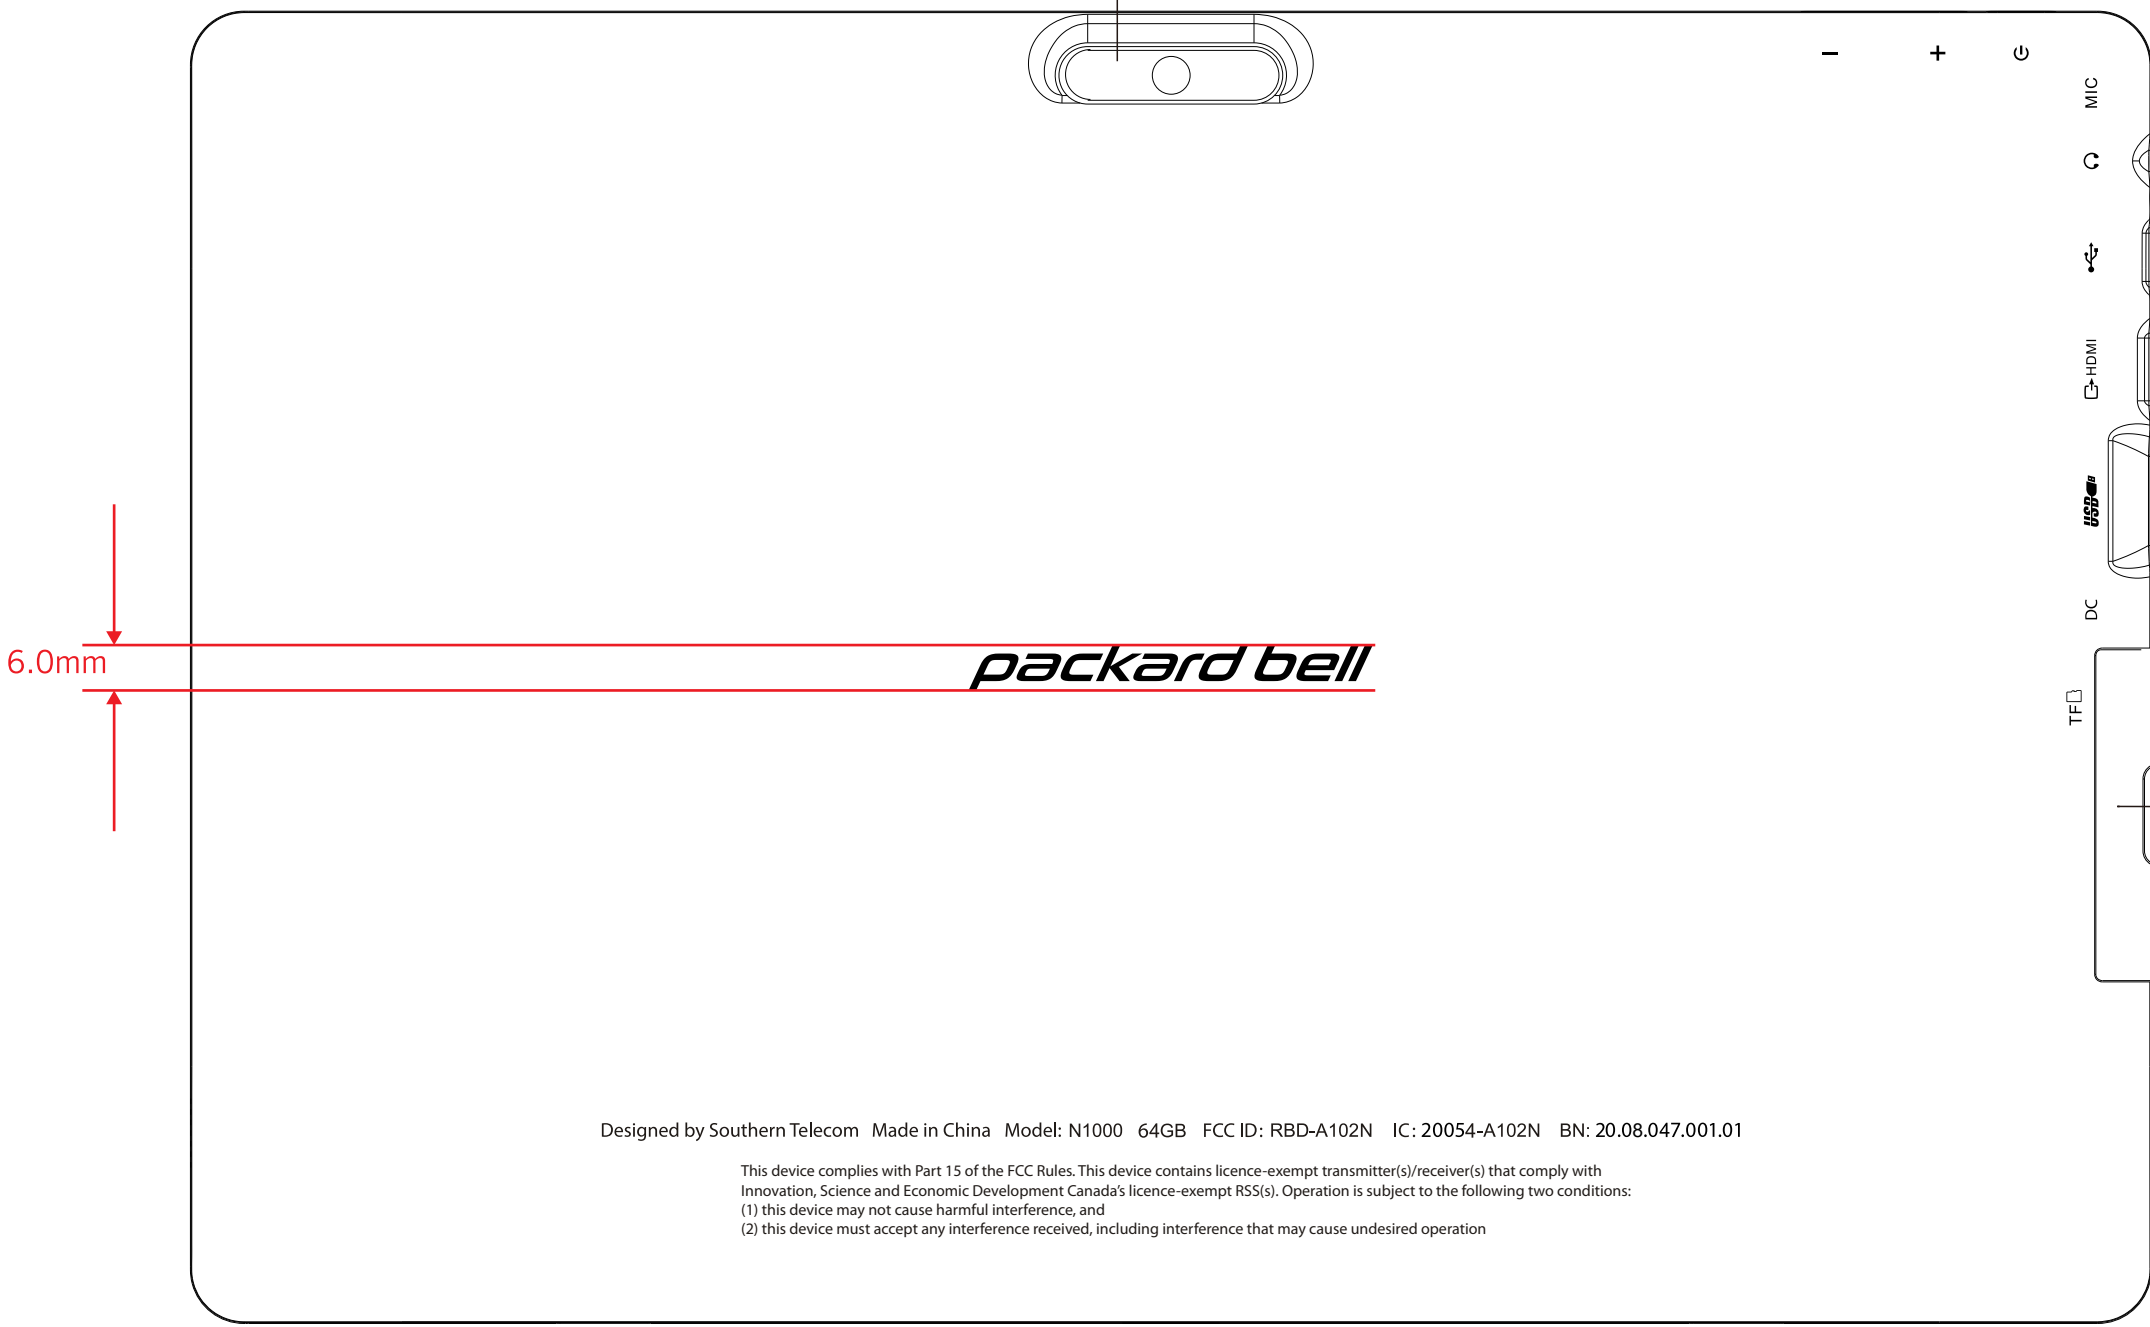 − + 
MIC
HDMI
USB
DC
6.0mm
packard bell
TF
Designed by Southern Telecom Made in China Model: N1000 64GB FCC ID: RBD-A102N IC: 20054-A102N BN: 20.08.047.001.01
This device complies with Part 15 of the FCC Rules. This device contains licence-exempt transmitter(s)/receiver(s) that comply with
Innovation, Science and Economic Development Canada's licence-exempt RSS(s). Operation is subject to the following two conditions:
(1) this device may not cause harmful interference, and
(2) this device must accept any interference received, including interference that may cause undesired operation